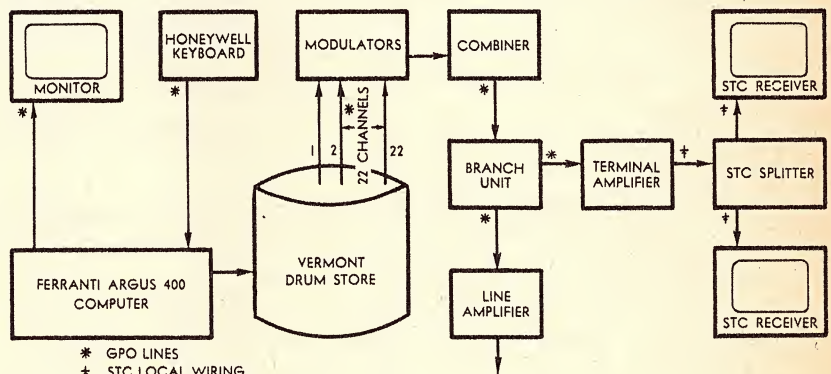 MONITOR
HONEYWELL
KEYBOARD
*
*
MODULATORS
COMBINER
*
STC RECEIVER
‡
1
2
*
22 CHANNELS
22
BRANCH
UNIT
*
*
TERMINAL
AMPLIFIER
‡
STC SPLITTER
‡
FERRANTI ARGUS 400
COMPUTER
VERMONT
DRUM STORE
LINE
AMPLIFIER
STC RECEIVER
* GPO LINES
‡ STC LOCAL WIRING